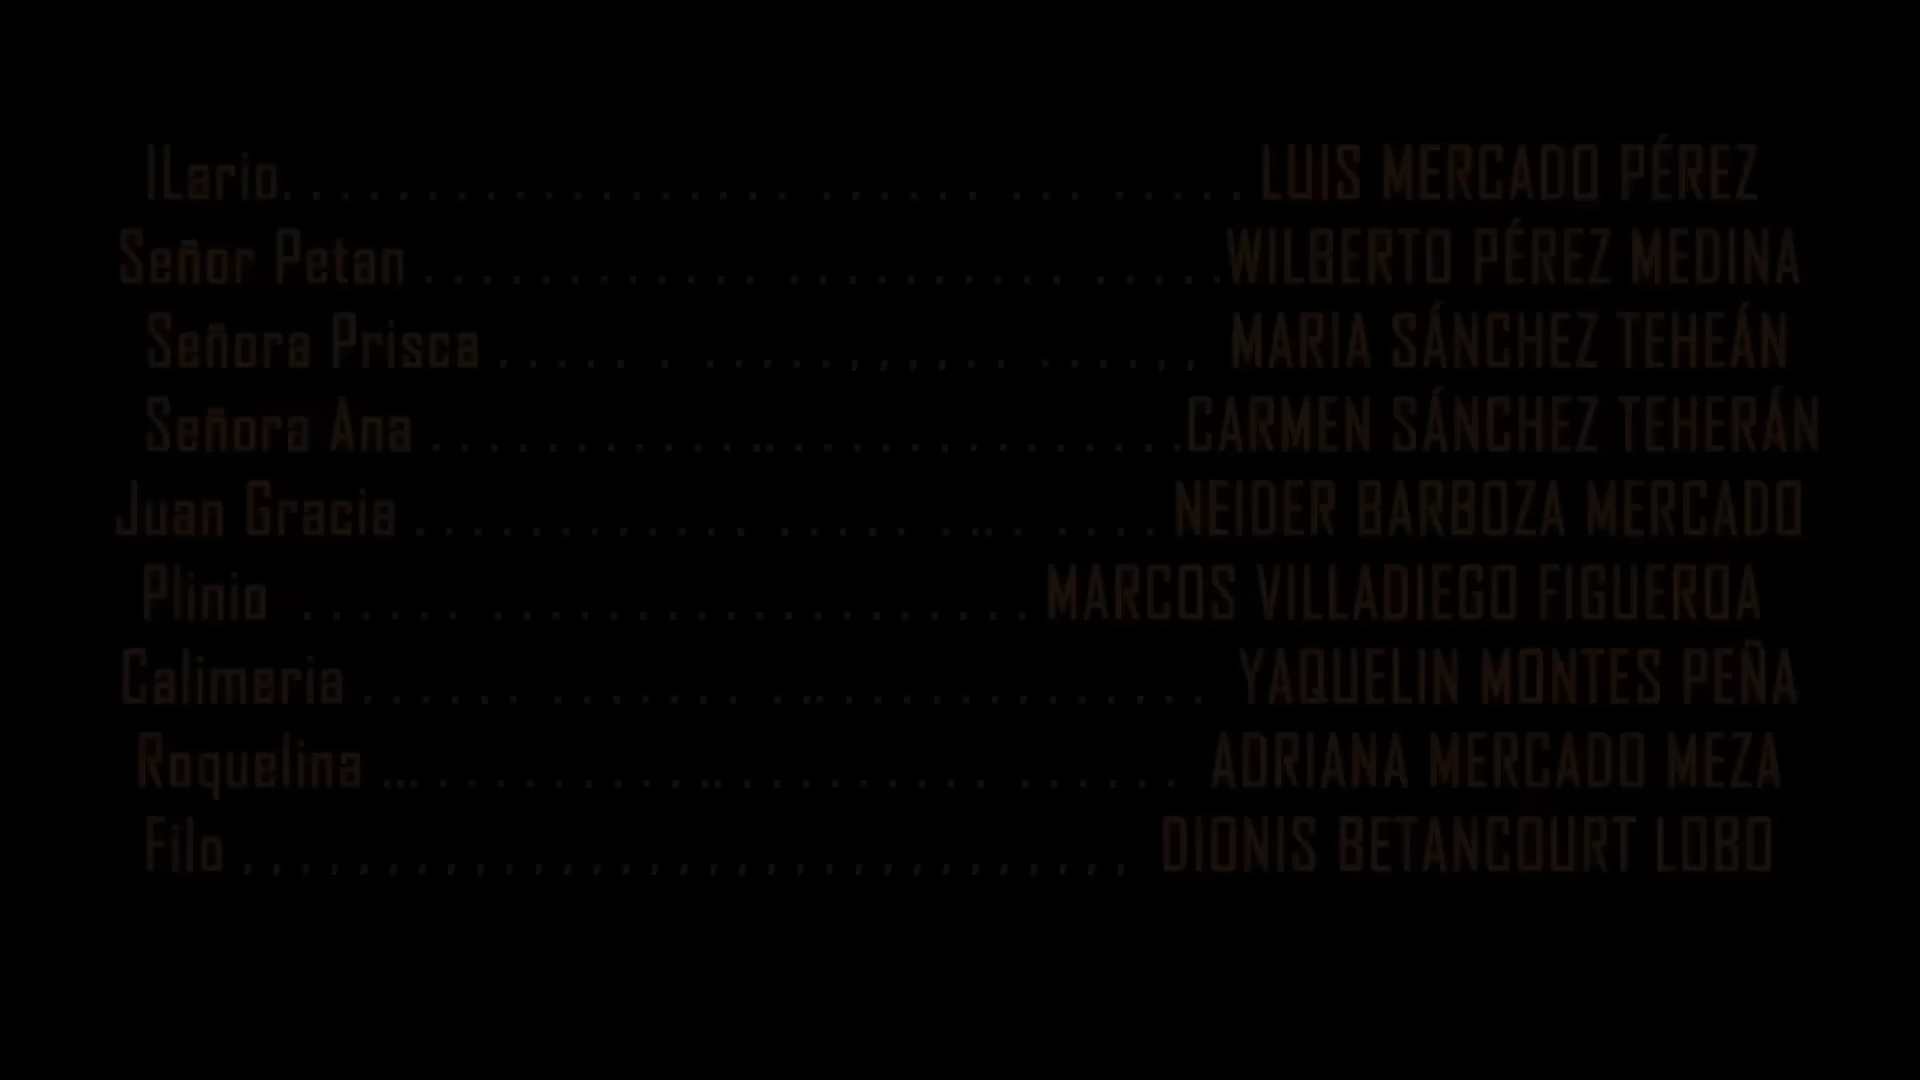 ILario. . . . . . . . . . . . . . . . . . . . . . . . . . . . . . . LUIS MERCADO PÉREZ
Señor Petan . . . . . . . . . . . . . . . . . . . . . . . . . . .WILBERTO PÉREZ MEDINA
Señora Prisca . . . . . . . . . . . , , , , . . . . . . , , MARIA SÁNCHEZ TEHEÁN
Señora Ana . . . . . . . . . . . .. . . . . . . . . . . . . . .CARMEN SÁNCHEZ TEHERÁN
Juan Gracia . . . . . . . . . . . . . . . . . . .. . . . . . NEIDER BARBOZA MERCADO
Plinio . . . . . . . . . . . . . . . . . . . . . . . . . MARCOS VILLADIEGO FIGUEROA
Calimeria . . . . . . . . . . . . . . .. . . . . . . . . . . . . . YAQUELIN MONTES PEÑA
Roquelina ... . . . . . . . . . . .. . . . . . . . . . . . . . . . ADRIANA MERCADO MEZA
Filo , , , , , , , , , , , , , , , , , , , , , , , , , , , , , , , DIONIS BETANCOURT LOBO